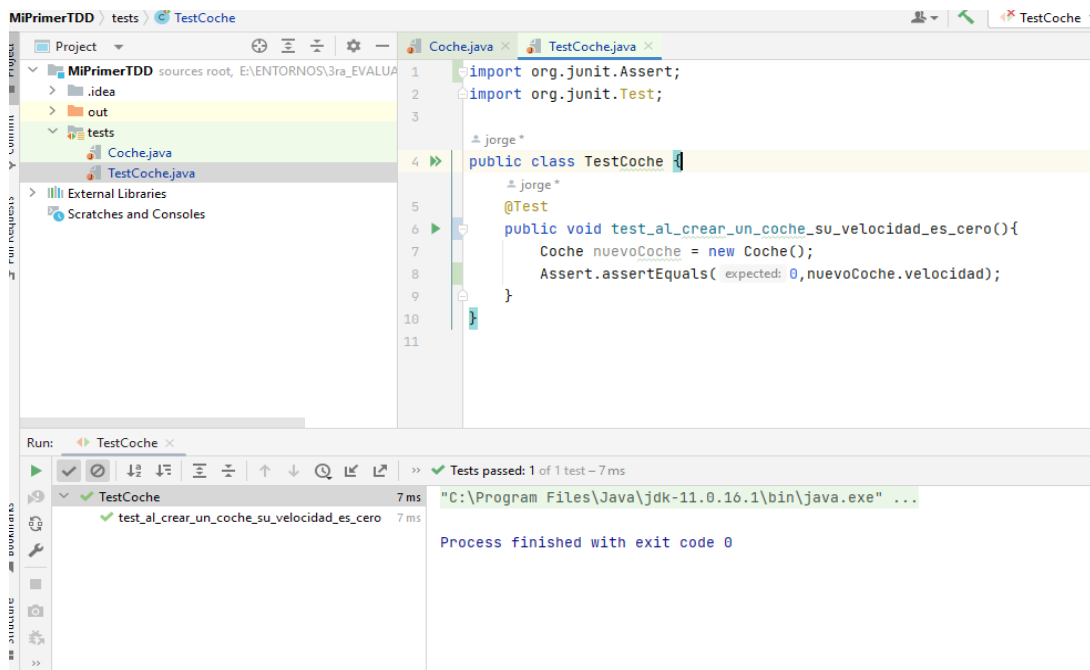 MiPrimerTDD tests TestCoche TestCoche
Project
Coche.java TestCoche.java
MiPrimerTDD sources root, E:\ENTORNOS\3ra_EVALUA
.idea
out
tests
Coche.java
TestCoche.java
External Libraries
Scratches and Consoles
1 import org.junit.Assert;
2 import org.junit.Test;
3
jorge *
4 public class TestCoche {
jorge *
5 @Test
6 public void test_al_crear_un_coche_su_velocidad_es_cero(){
7 Coche nuevoCoche = new Coche();
8 Assert.assertEquals( expected: 0,nuevoCoche.velocidad);
9 }
10 }
11
Run: TestCoche
» Tests passed: 1 of 1 test – 7 ms
TestCoche 7 ms
test_al_crear_un_coche_su_velocidad_es_cero 7 ms
"C:\Program Files\Java\jdk-11.0.16.1\bin\java.exe" ...
Process finished with exit code 0